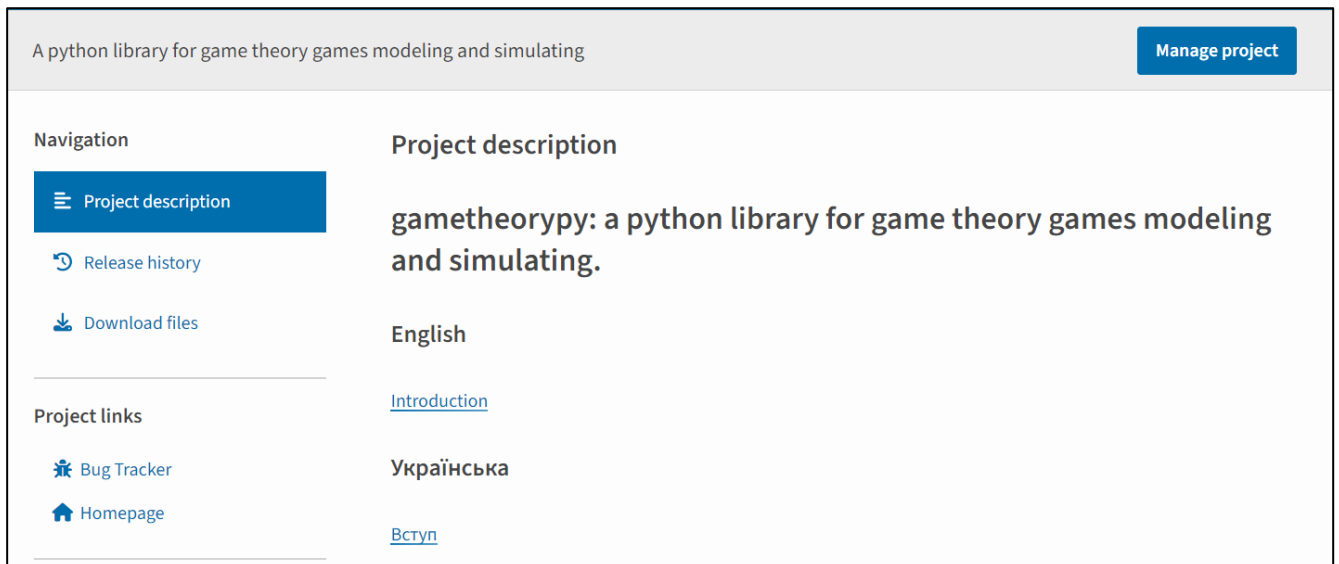 A python library for game theory games modeling and simulating
Manage project
Navigation
Project description
Release history
Download files
Project links
Bug Tracker
Homepage
Project description
gametheorypy: a python library for game theory games modeling
and simulating.
English
Introduction
Українська
Вступ